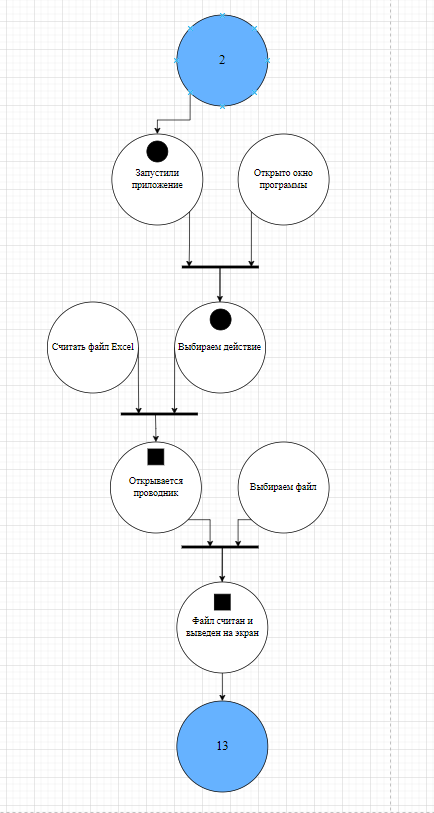 2
Запустили
приложение
Открыто окно
программы
Считать файл Excel
Выбираем действие
Открывается
проводник
Выбираем файл
Файл считан и
выведен на экран
13